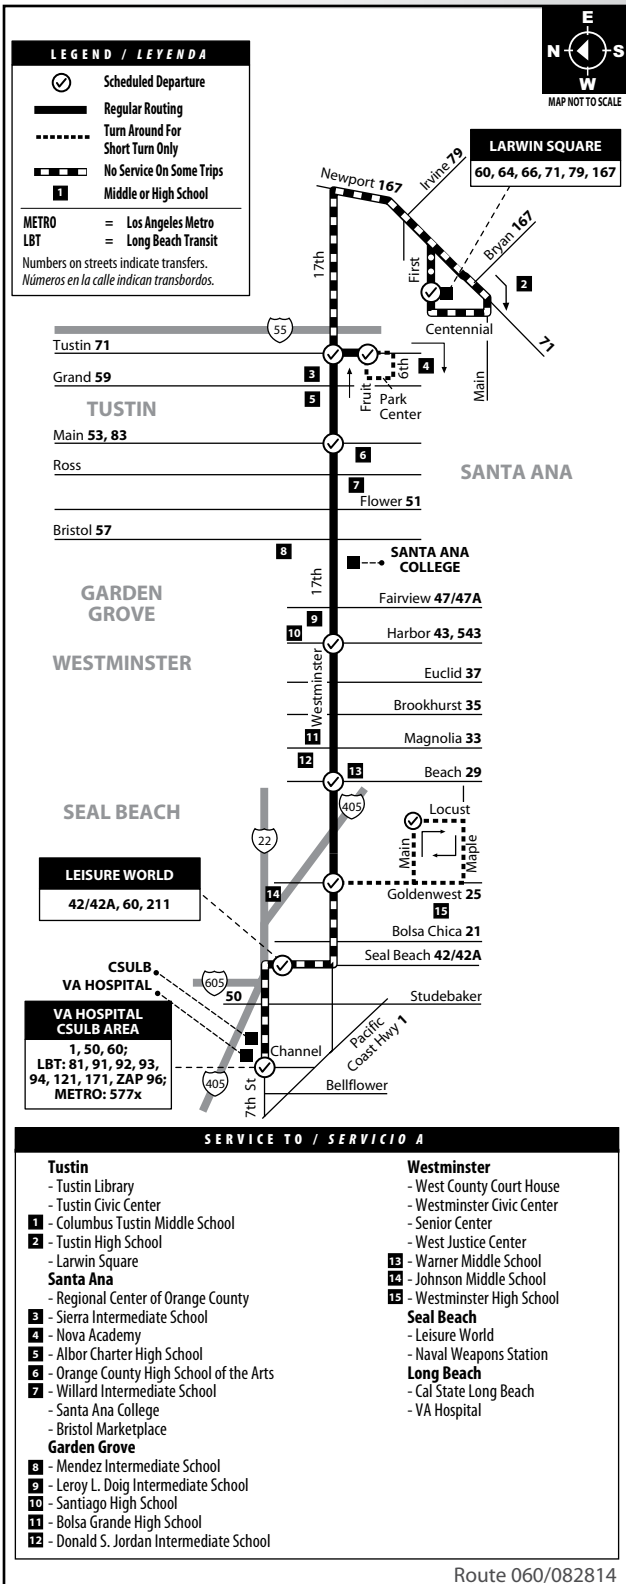 E
N S
W
MAP NOT TO SCALE
LEGEND / LEYENDA
Scheduled Departure
Regular Routing
Turn Around For
Short Turn Only
No Service On Some Trips
1 Middle or High School
METRO = Los Angeles Metro
LBT = Long Beach Transit
Numbers on streets indicate transfers.
Números en la calle indican transbordos.
LARWIN SQUARE
60, 64, 66, 71, 79, 167
Irvine 79
Newport 167
Bryan 167
17th
First
2
Centennial
71
Main
55
Tustin 71
6th
4
3
Grand 59
5
Fruit
Park
Center
TUSTIN
Main 53, 83
6
Ross
SANTA ANA
7
Flower 51
Bristol 57
8
SANTA ANA
COLLEGE
17th
GARDEN
GROVE
Fairview 47/47A
9
10
Harbor 43, 543
WESTMINSTER
Westminster
Euclid 37
Brookhurst 35
11
Magnolia 33
12
13
Beach 29
SEAL BEACH
405
Locust
22
Main
Maple
LEISURE WORLD
42/42A, 60, 211
14
Goldenwest 25
15
Bolsa Chica 21
Seal Beach 42/42A
CSULB
VA HOSPITAL
605
50
Studebaker
VA HOSPITAL
CSULB AREA
1, 50, 60;
LBT: 81, 91, 92, 93,
94, 121, 171, ZAP 96;
METRO: 577x
Pacific
Coast Hwy 1
Channel
405
7th St
Bellflower
SERVICE TO / SERVICIO A
Tustin
- Tustin Library
- Tustin Civic Center
1 - Columbus Tustin Middle School
2 - Tustin High School
- Larwin Square
Santa Ana
- Regional Center of Orange County
3 - Sierra Intermediate School
4 - Nova Academy
5 - Albor Charter High School
6 - Orange County High School of the Arts
7 - Willard Intermediate School
- Santa Ana College
- Bristol Marketplace
Garden Grove
8 - Mendez Intermediate School
9 - Leroy L. Doig Intermediate School
10 - Santiago High School
11 - Bolsa Grande High School
12 - Donald S. Jordan Intermediate School
Westminster
- West County Court House
- Westminster Civic Center
- Senior Center
- West Justice Center
13 - Warner Middle School
14 - Johnson Middle School
15 - Westminster High School
Seal Beach
- Leisure World
- Naval Weapons Station
Long Beach
- Cal State Long Beach
- VA Hospital
Route 060/082814